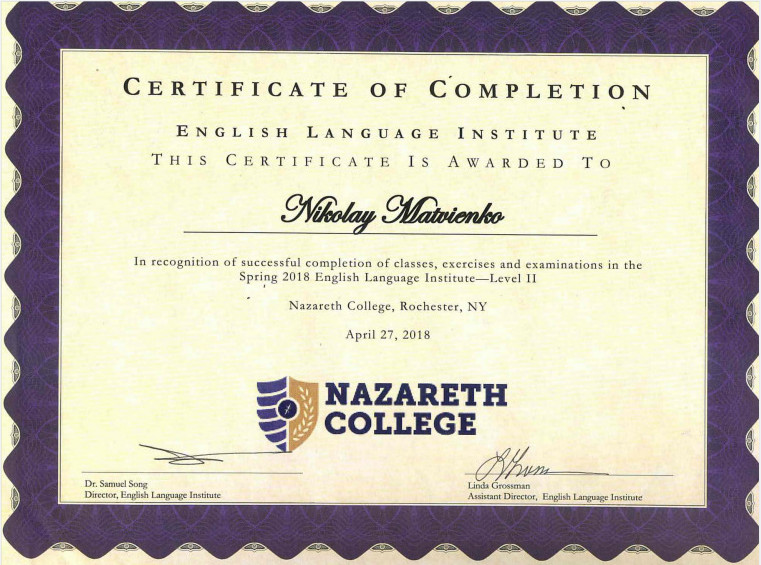 CERTIFICATE OF COMPLETION
ENGLISH LANGUAGE INSTITUTE
THIS CERTIFICATE IS AWARDED TO
Nikolay Matvienko
In recognition of successful completion of classes, exercises and examinations in the
Spring 2018 English Language Institute—Level II
Nazareth College, Rochester, NY
April 27, 2018
NAZARETH
COLLEGE
Dr. Samuel Song
Director, English Language Institute
Linda Grossman
Assistant Director, English Language Institute